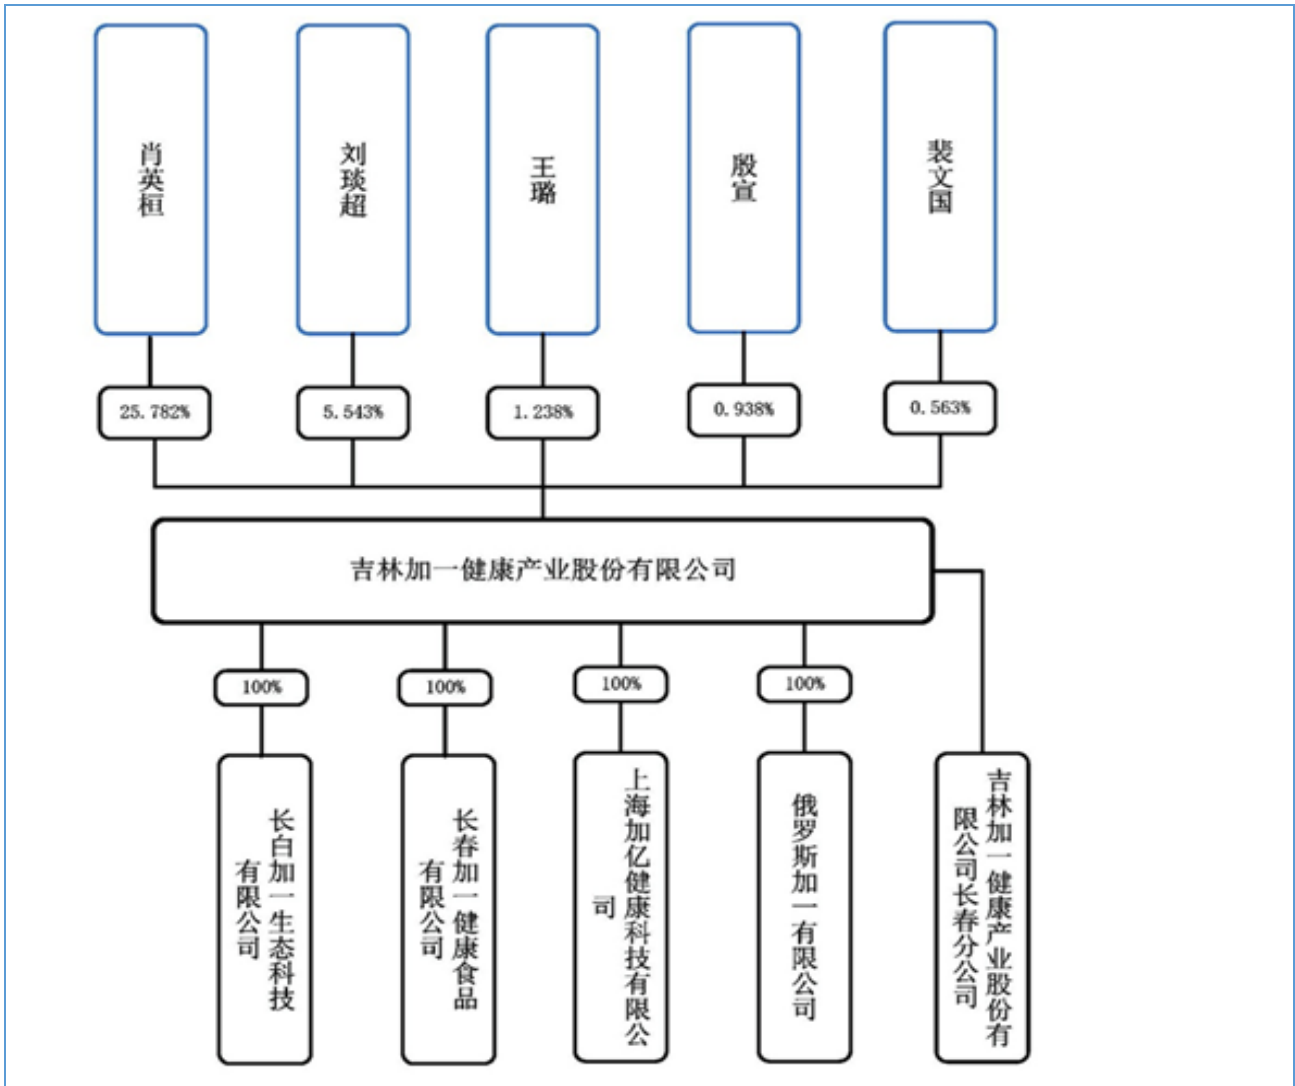 肖英桓
刘琰超
王璐
殷宣
裴文国
25.782%
5.543%
1.238%
0.938%
0.563%
吉林加一健康产业股份有限公司
100%
100%
100%
100%
长白加一生态科技
有限公司
长春加一健康食品
有限公司
上海加亿健康科技有限公
司
俄罗斯加一有限公司
吉林加一健康产业股份有
限公司长春分公司